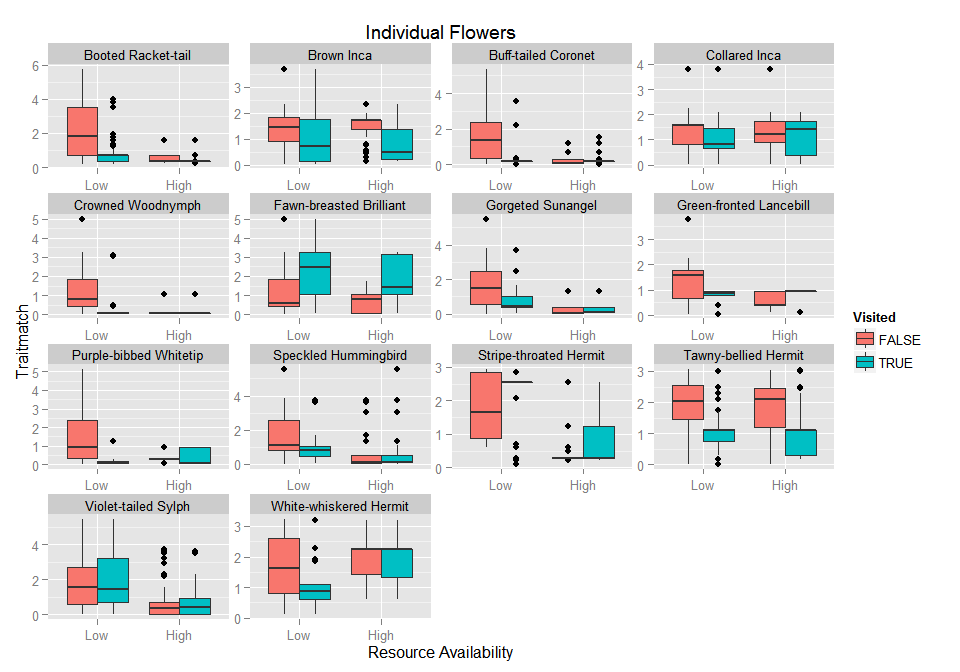 Individual Flowers
Booted Racket-tail
Brown Inca
Buff-tailed Coronet
Collared Inca
6
4
2
0
3
2
1
0
4
2
0
4
3
2
1
0
Low High
Low High
Low High
Low High
Crowned Woodnymph
Fawn-breasted Brilliant
Gorgeted Sunangel
Green-fronted Lancebill
5
4
3
2
1
0
5
4
3
2
1
0
4
2
0
3
2
1
0
Low High
Low High
Low High
Low High
Traitmatch
Visited
FALSE
TRUE
Purple-bibbed Whitetip
Speckled Hummingbird
Stripe-throated Hermit
Tawny-bellied Hermit
5
4
3
2
1
0
4
2
0
3
2
1
0
3
2
1
0
Low High
Low High
Low High
Low High
Violet-tailed Sylph
White-whiskered Hermit
4
2
0
3
2
1
0
Low High
Low High
Resource Availability